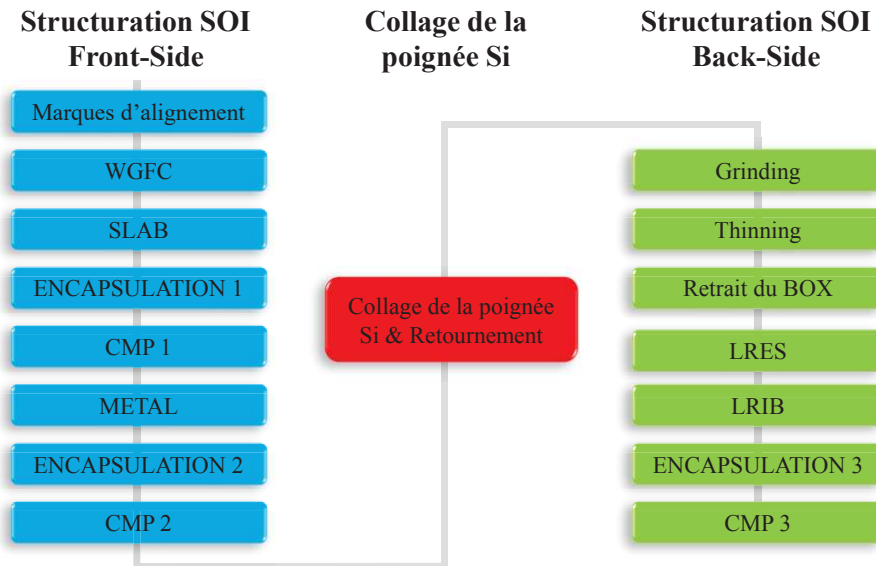 Structuration SOI
Front-Side
Marques d'alignement
WGFC
SLAB
ENCAPSULATION 1
CMP 1
METAL
ENCAPSULATION 2
CMP 2
Collage de la
poignée Si
Collage de la poignée
Si & Retournement
Structuration SOI
Back-Side
Grinding
Thinning
Retrait du BOX
LRES
LRIB
ENCAPSULATION 3
CMP 3